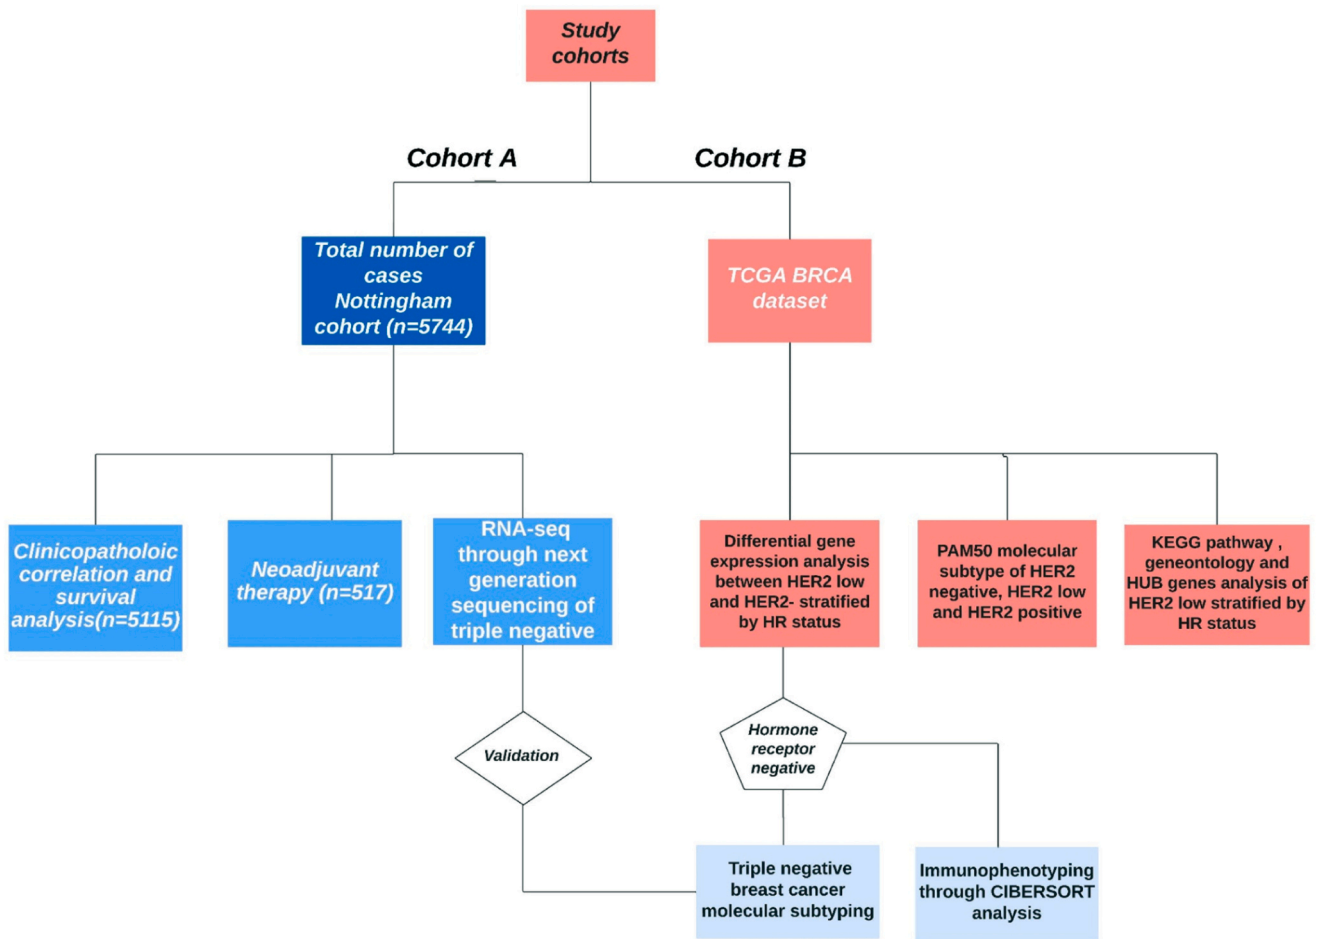 Study
cohorts
Cohort A
Cohort B
Total number of
cases
Nottingham
cohort (n=5744)
TCGA BRCA
dataset
Clinicopatholoic
correlation and
survival
analysis(n=5115)
Neoadjuvant
therapy (n=517)
RNA-seq
through next
generation
sequencing of
triple negative
Differential gene
expression analysis
between HER2 low
and HER2- stratified
by HR status
PAM50 molecular
subtype of HER2
negative, HER2 low
and HER2 positive
KEGG pathway ,
geneontology and
HUB genes analysis of
HER2 low stratified by
HR status
Validation
Hormone
receptor
negative
Triple negative
breast cancer
molecular subtyping
Immunophenotyping
through CIBERSORT
analysis